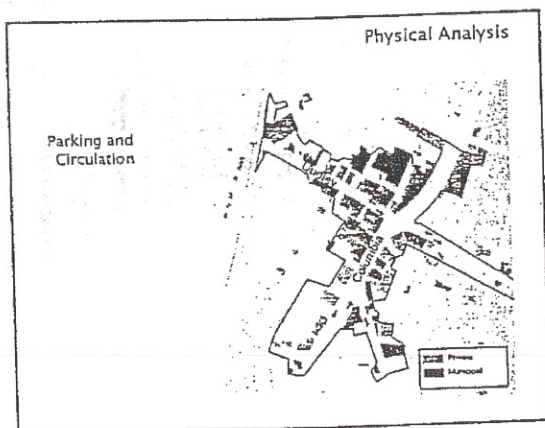 Physical Analysis
Parking and
Circulation
Columbia
Private
Municipal